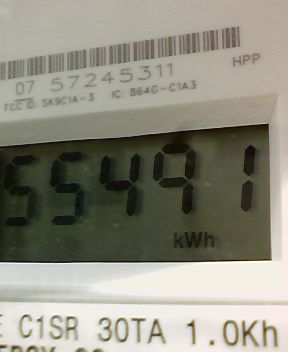 07 57245311
HPP
FCC ID: SK9C1A-3 IC: 864G-C1A3
55491
kWh
C1SR 30TA 1.0Kh